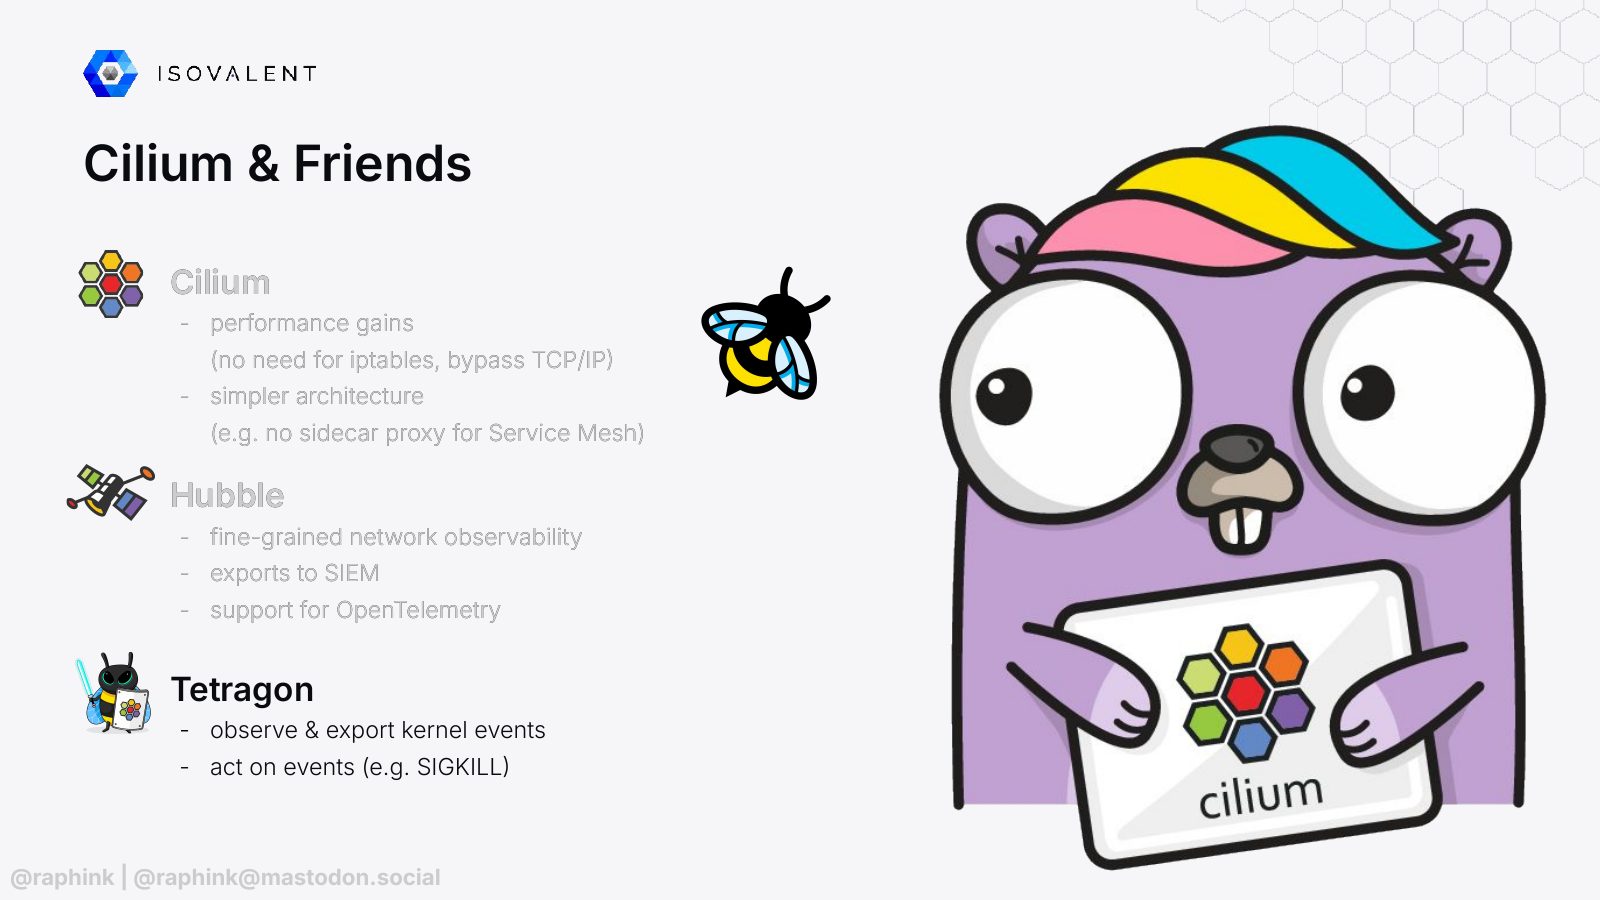 ISOVALENT
Cilium & Friends
Cilium
- performance gains
(no need for iptables, bypass TCP/IP)
- simpler architecture
(e.g. no sidecar proxy for Service Mesh)
Hubble
- fine-grained network observability
- exports to SIEM
- support for OpenTelemetry
Tetragon
- observe & export kernel events
- act on events (e.g. SIGKILL)
cilium
@raphink | @raphink@mastodon.social